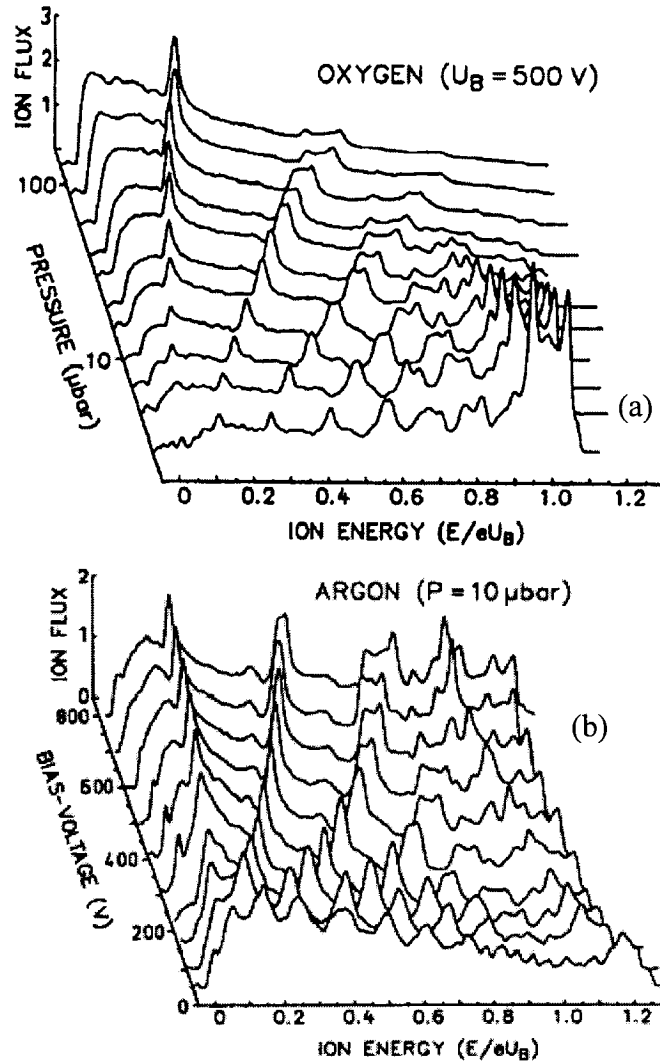 3
2
1
ION FLUX
OXYGEN (U_B = 500 V)
100
10
PRESSURE (μbar)
(a)
0 0.2 0.4 0.6 0.8 1.0 1.2
ION ENERGY (E/eU_B)
2
1
0
ION FLUX
ARGON (P = 10 μbar)
(b)
800
600
400
200
0
BIAS-VOLTAGE (V)
0 0.2 0.4 0.6 0.8 1.0 1.2
ION ENERGY (E/eU_B)